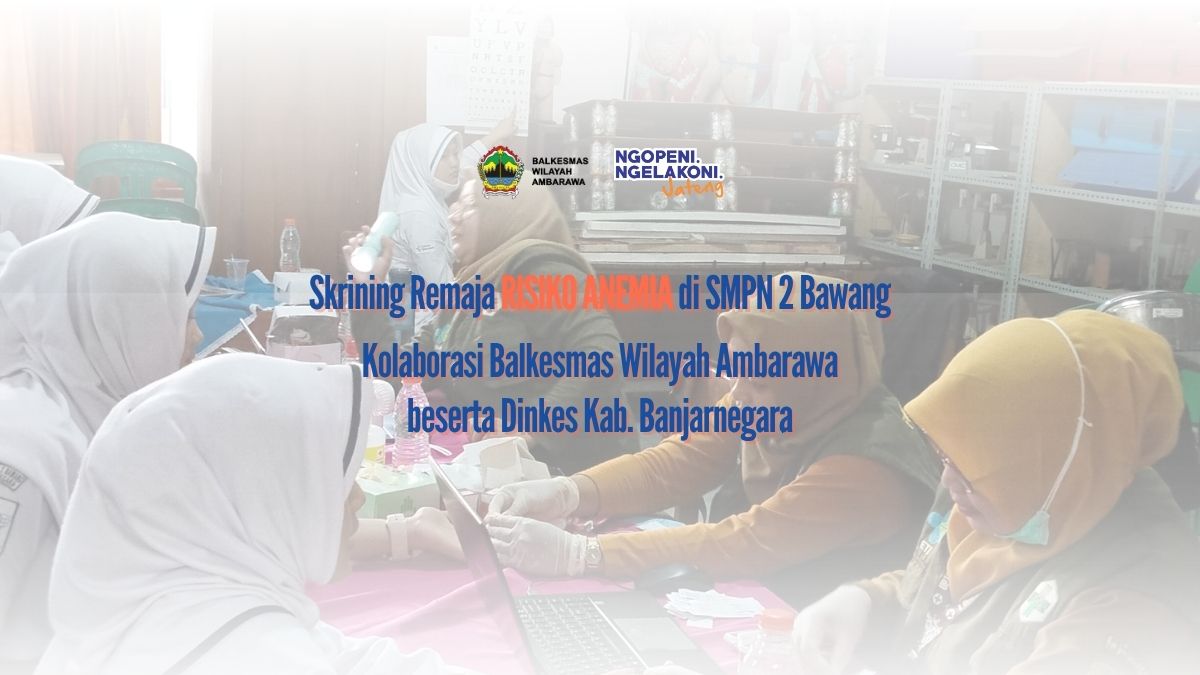 BALKESMAS
WILAYAH
AMBARAWA
NGOPENI.
NGELAKONI.
Jateng
Skrining Remaja RISIKO ANEMIA di SMPN 2 Bawang
Kolaborasi Balkesmas Wilayah Ambarawa
beserta Dinkes Kab. Banjarnegara